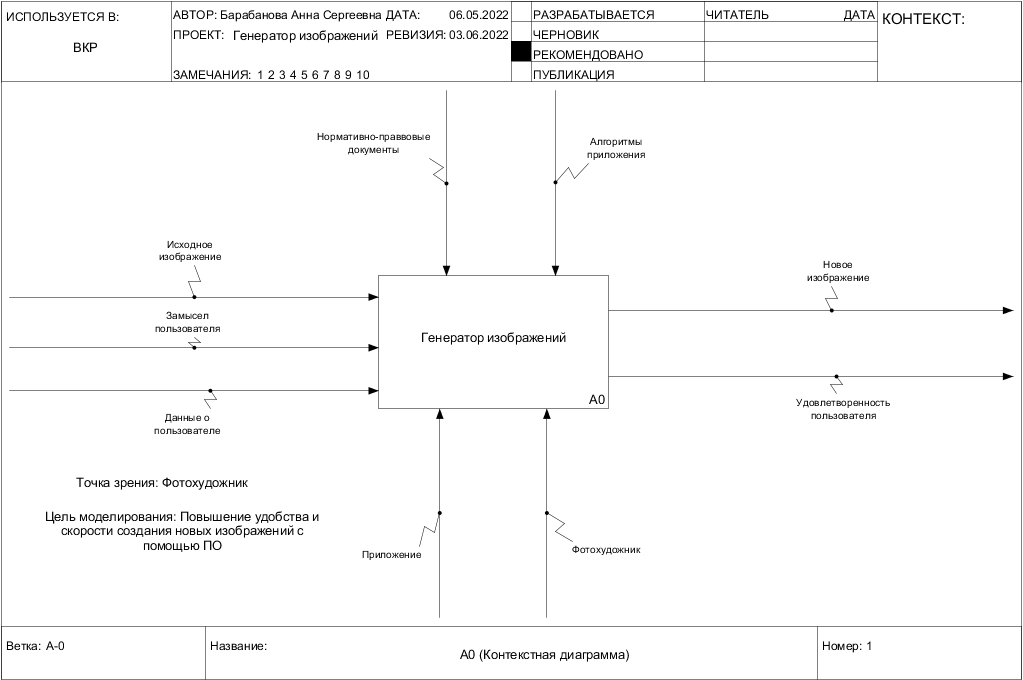 ИСПОЛЬЗУЕТСЯ В:
ВКР
АВТОР: Барабанова Анна Сергеевна ДАТА: 06.05.2022
ПРОЕКТ: Генератор изображений РЕВИЗИЯ: 03.06.2022
ЗАМЕЧАНИЯ: 1 2 3 4 5 6 7 8 9 10
РАЗРАБАТЫВАЕТСЯ
ЧЕРНОВИК
РЕКОМЕНДОВАНО
ПУБЛИКАЦИЯ
ЧИТАТЕЛЬ ДАТА
КОНТЕКСТ:
Нормативно-праввовые
документы
Алгоритмы
приложения
Исходное
изображение
Замысел
пользователя
Данные о
пользователе
Генератор изображений
A0
Новое
изображение
Удовлетворенность
пользователя
Точка зрения: Фотохудожник
Цель моделирования: Повышение удобства и
скорости создания новых изображений с
помощью ПО
Приложение
Фотохудожник
Ветка: A-0
Название:
A0 (Контекстная диаграмма)
Номер: 1